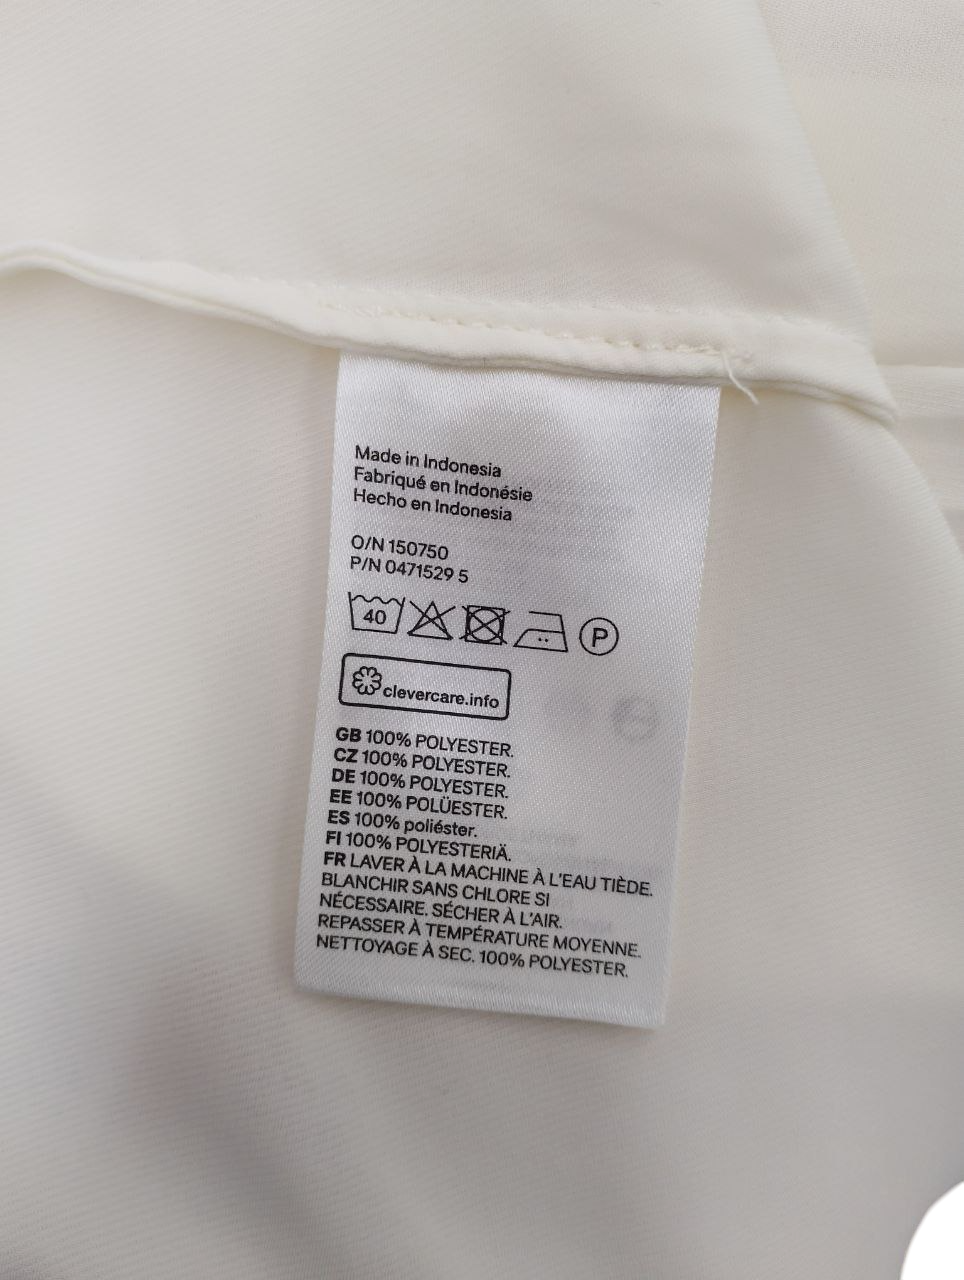 Made in Indonesia
Fabriqué en Indonésie
Hecho en Indonesia
O/N 150750
P/N 0471529 5
40 P
clevercare.info
GB 100% POLYESTER.
CZ 100% POLYESTER.
DE 100% POLYESTER.
EE 100% POLÜESTER.
ES 100% poliéster.
FI 100% POLYESTERIÄ.
FR LAVER À LA MACHINE À L'EAU TIÈDE.
BLANCHIR SANS CHLORE SI
NÉCESSAIRE. SÉCHER À L'AIR.
REPASSER À TEMPÉRATURE MOYENNE.
NETTOYAGE À SEC. 100% POLYESTER.